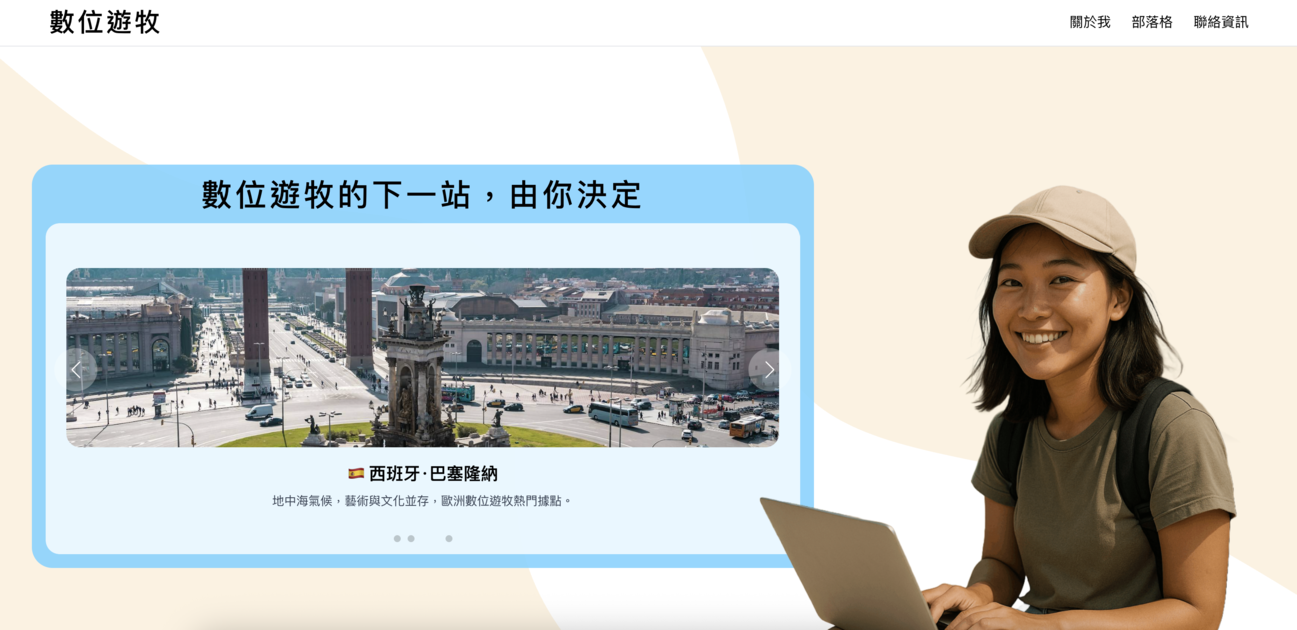 數位遊牧
關於我 部落格 聯絡資訊
數位遊牧的下一站，由你決定
🇪🇸 西班牙·巴塞隆納
地中海氣候，藝術與文化並存，歐洲數位遊牧熱門據點。